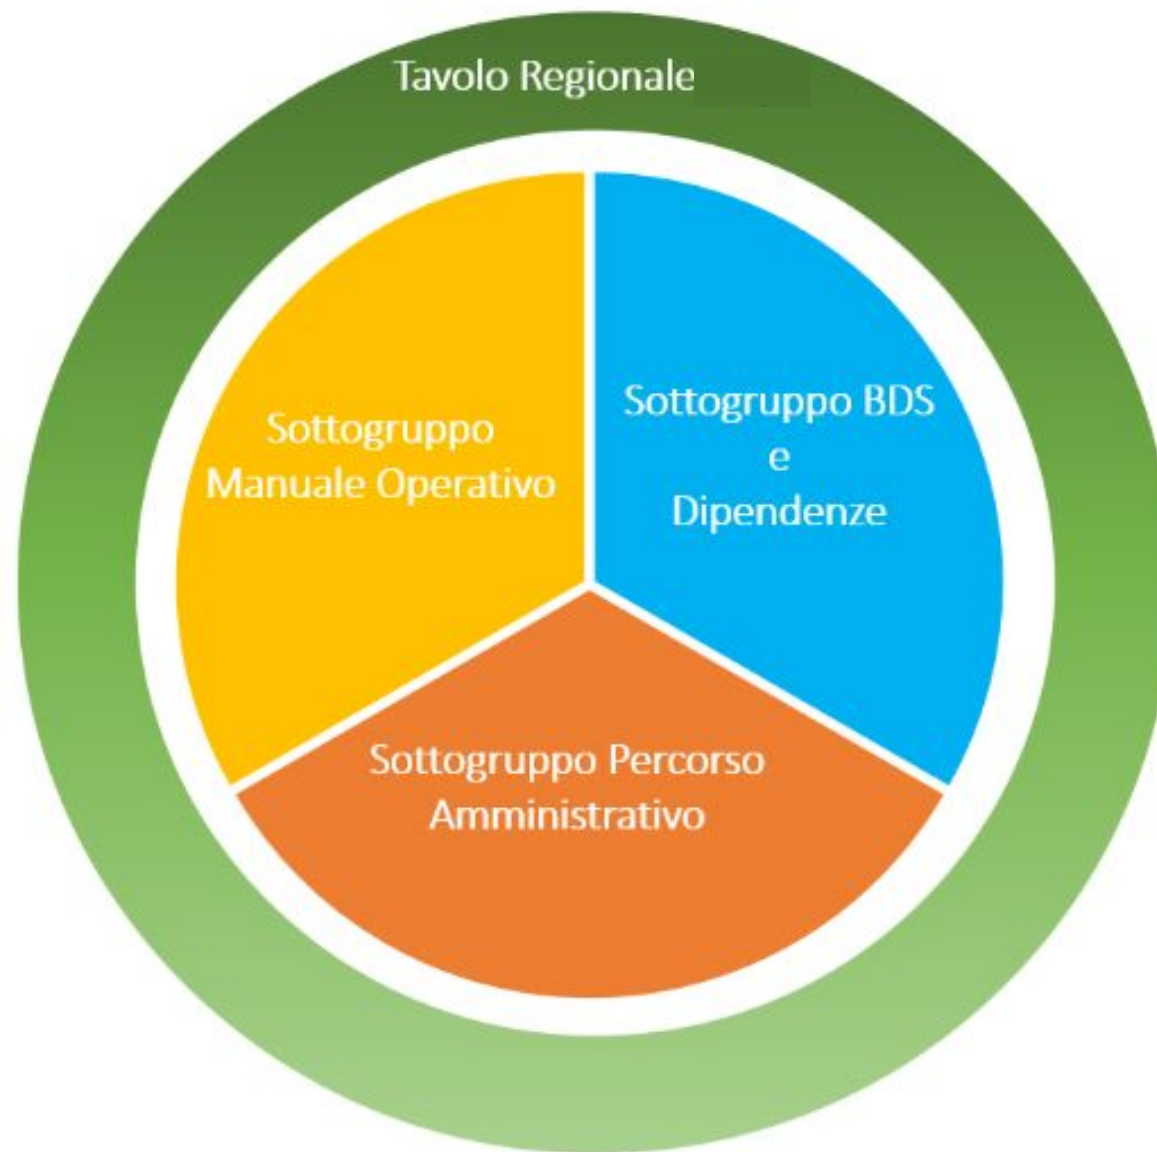 Tavolo Regionale
Sottogruppo
Manuale Operativo
Sottogruppo BDS
e
Dipendenze
Sottogruppo Percorso
Amministrativo